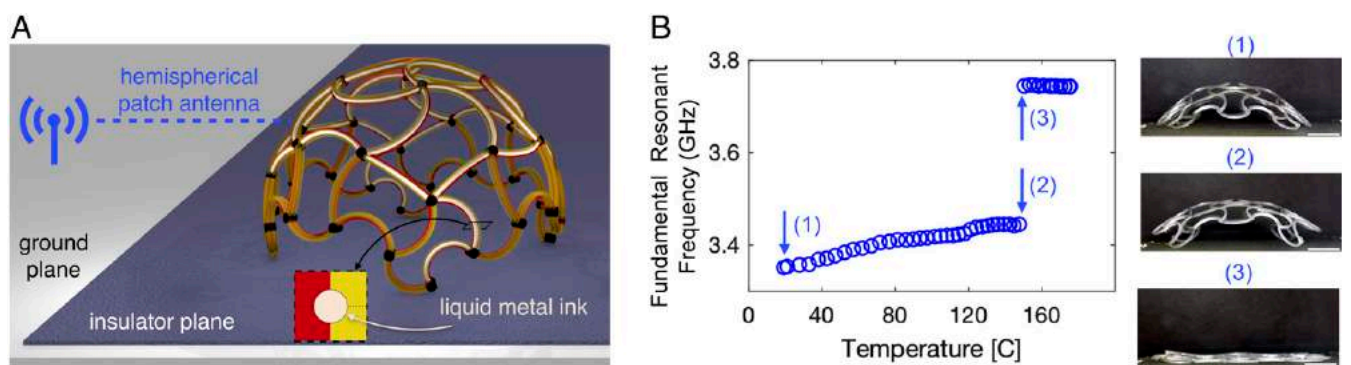 A
hemispherical
patch antenna
ground
plane
insulator plane
liquid metal ink
B
Fundamental Resonant
Frequency (GHz)
3.8
3.6
3.4
(1)
(2)
(3)
0
40
80
120
160
Temperature [C]
(1)
(2)
(3)